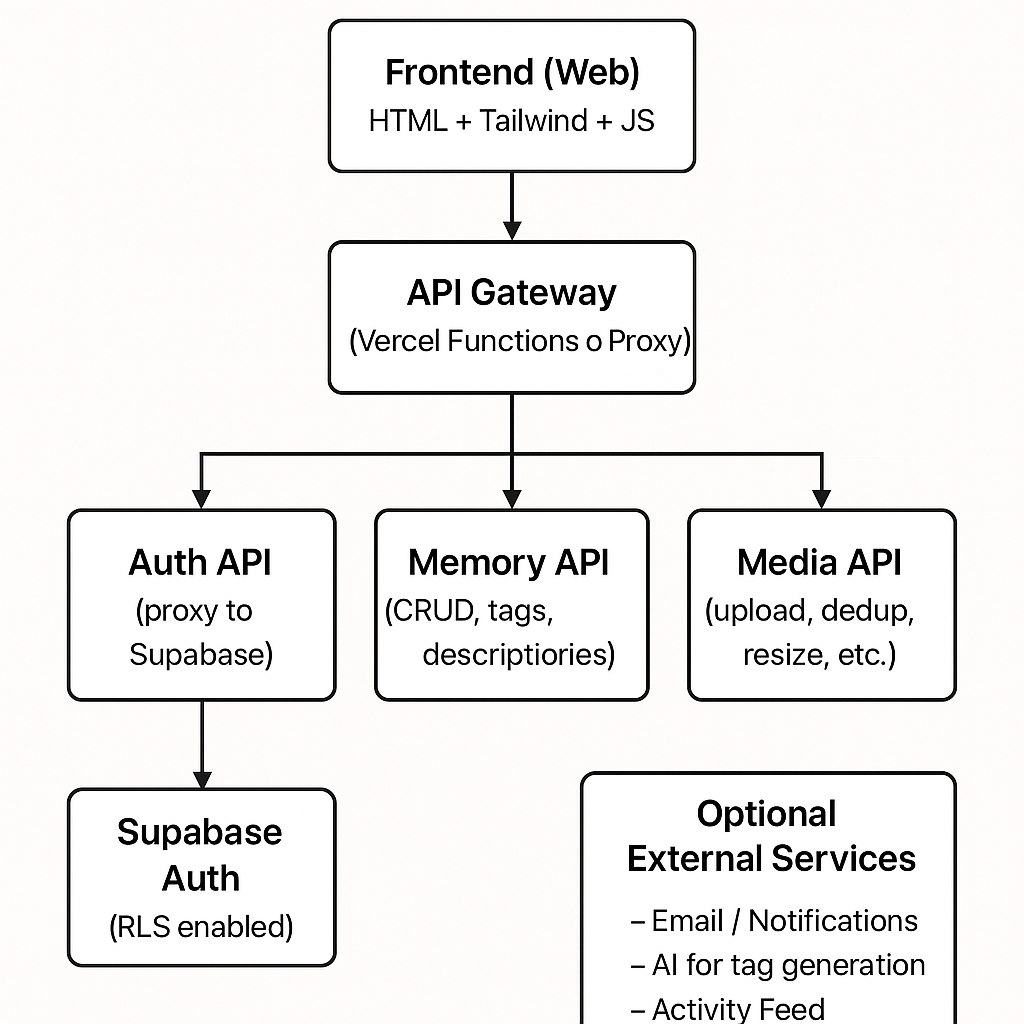 Frontend (Web)
HTML + Tailwind + JS
API Gateway
(Vercel Functions o Proxy)
Auth API
(proxy to
Supabase)
Memory API
(CRUD, tags,
descriptiories)
Media API
(upload, dedup,
resize, etc.)
Supabase
Auth
(RLS enabled)
Optional
External Services
– Email / Notifications
– AI for tag generation
– Activity Feed